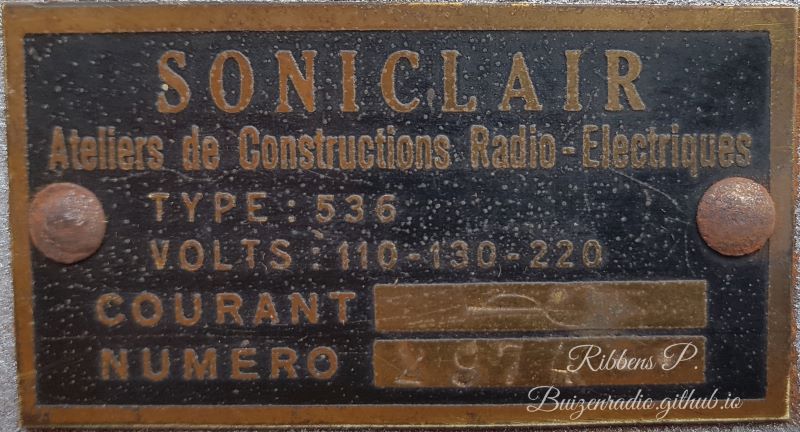 SONICLAIR
Ateliers de Constructions Radio-Electriques
TYPE: 536
VOLTS: 110-130-220
COURANT
NUMÉRO
Ribbens P.
Buizenradio.github.io